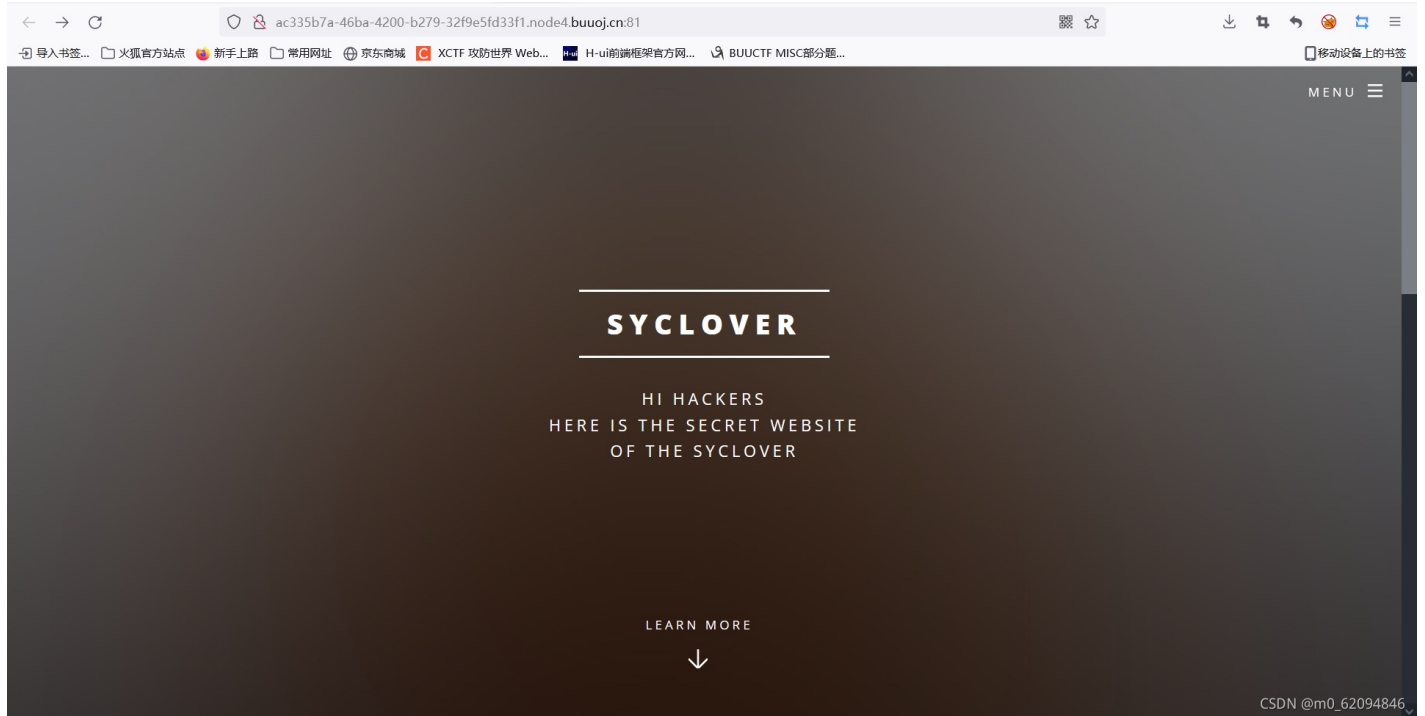 ac335b7a-46ba-4200-b279-32f9e5fd33f1.node4.buuoj.cn:81
导入书签... 火狐官方站点 新手上路 常用网址 京东商城 XCTF 攻防世界 Web... H-ui H-ui前端框架官方网... BUUCTF MISC部分题... 移动设备上的书签
MENU
SYCLOVER
HI HACKERS
HERE IS THE SECRET WEBSITE
OF THE SYCLOVER
LEARN MORE
CSDN @m0_62094846